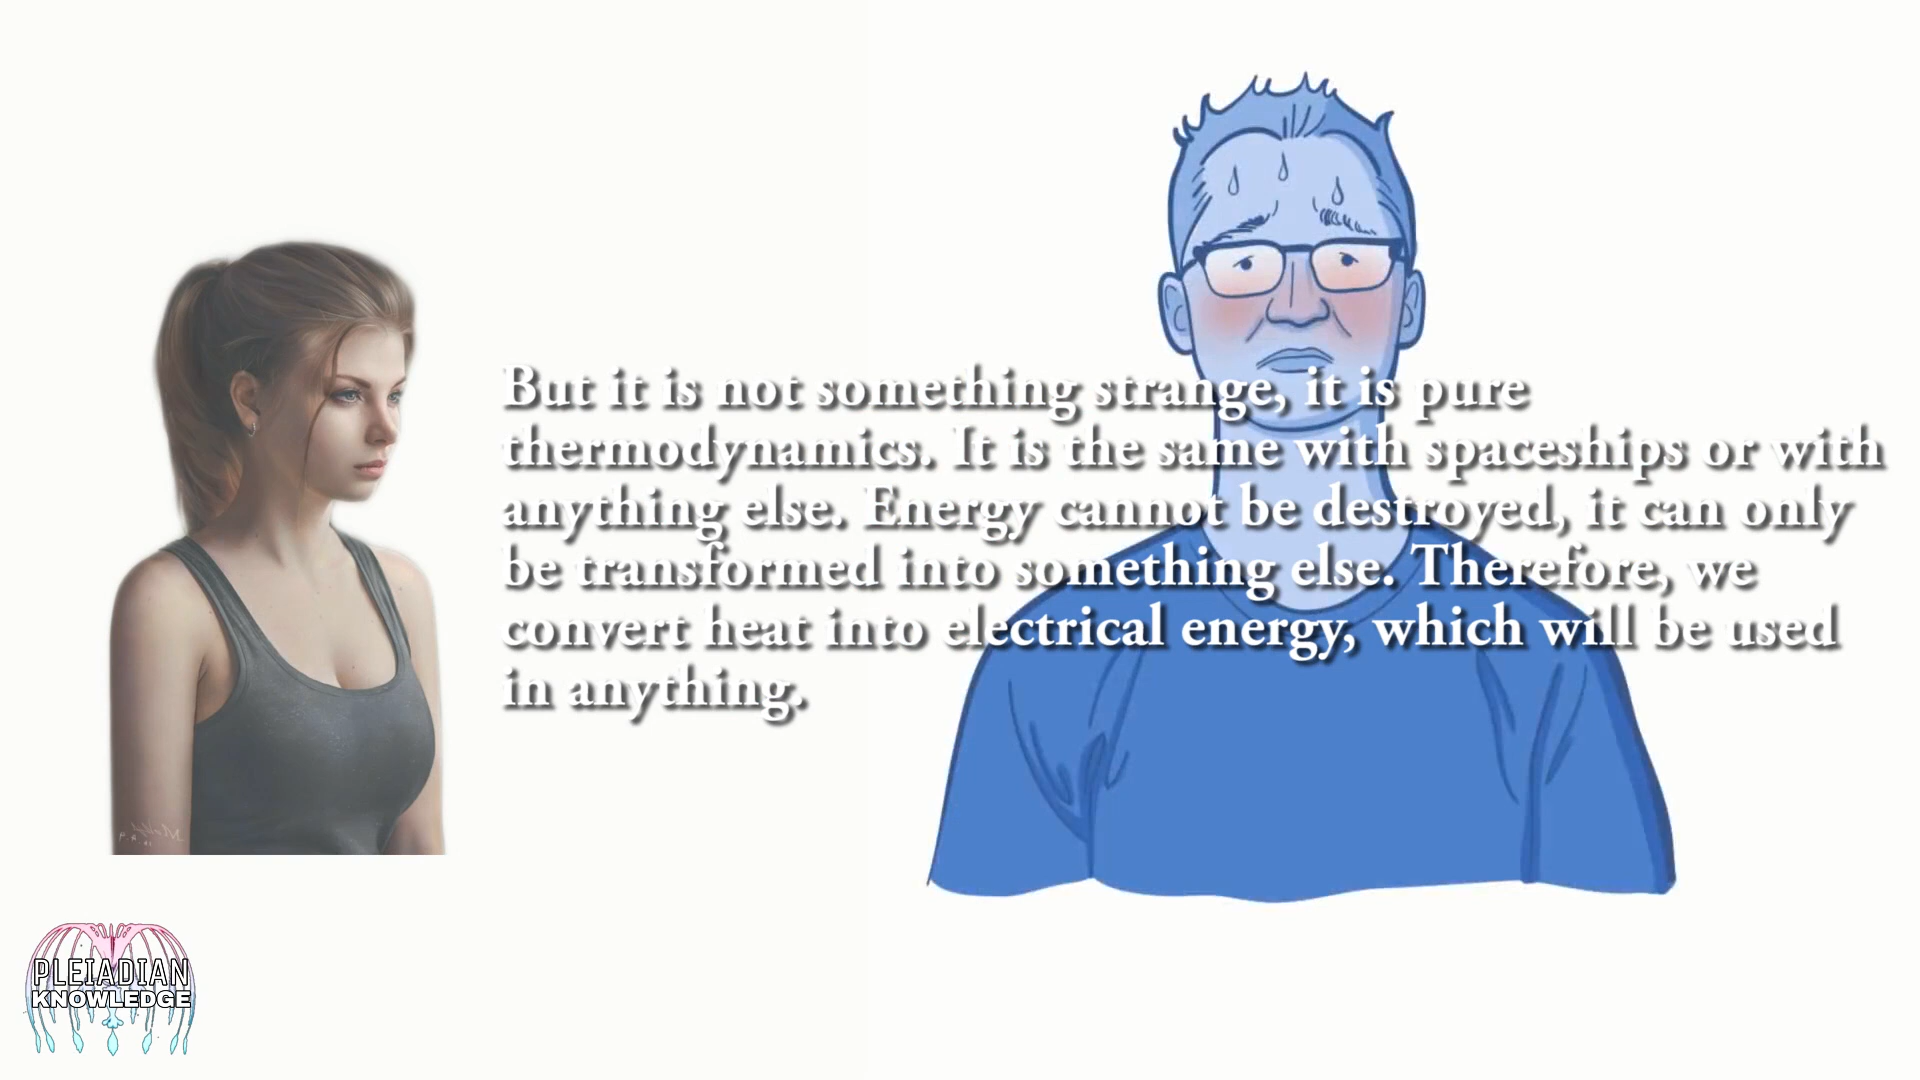 But it is not something strange, it is pure
thermodynamics. It is the same with spaceships or with
anything else. Energy cannot be destroyed, it can only
be transformed into something else. Therefore, we
convert heat into electrical energy, which will be used
in anything.
PLEIADIAN
KNOWLEDGE